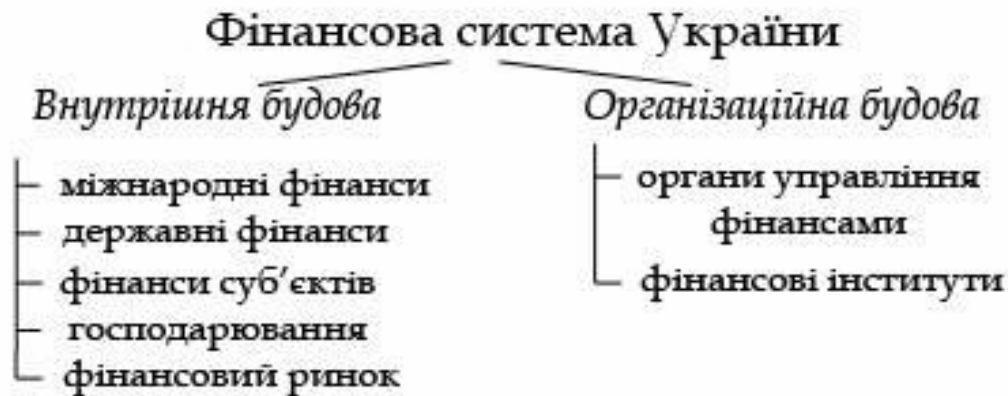 Фінансова система України
Внутрішня будова
міжнародні фінанси
державні фінанси
фінанси суб'єктів
господарювання
фінансовий ринок
Організаційна будова
органи управління
фінансами
фінансові інститути